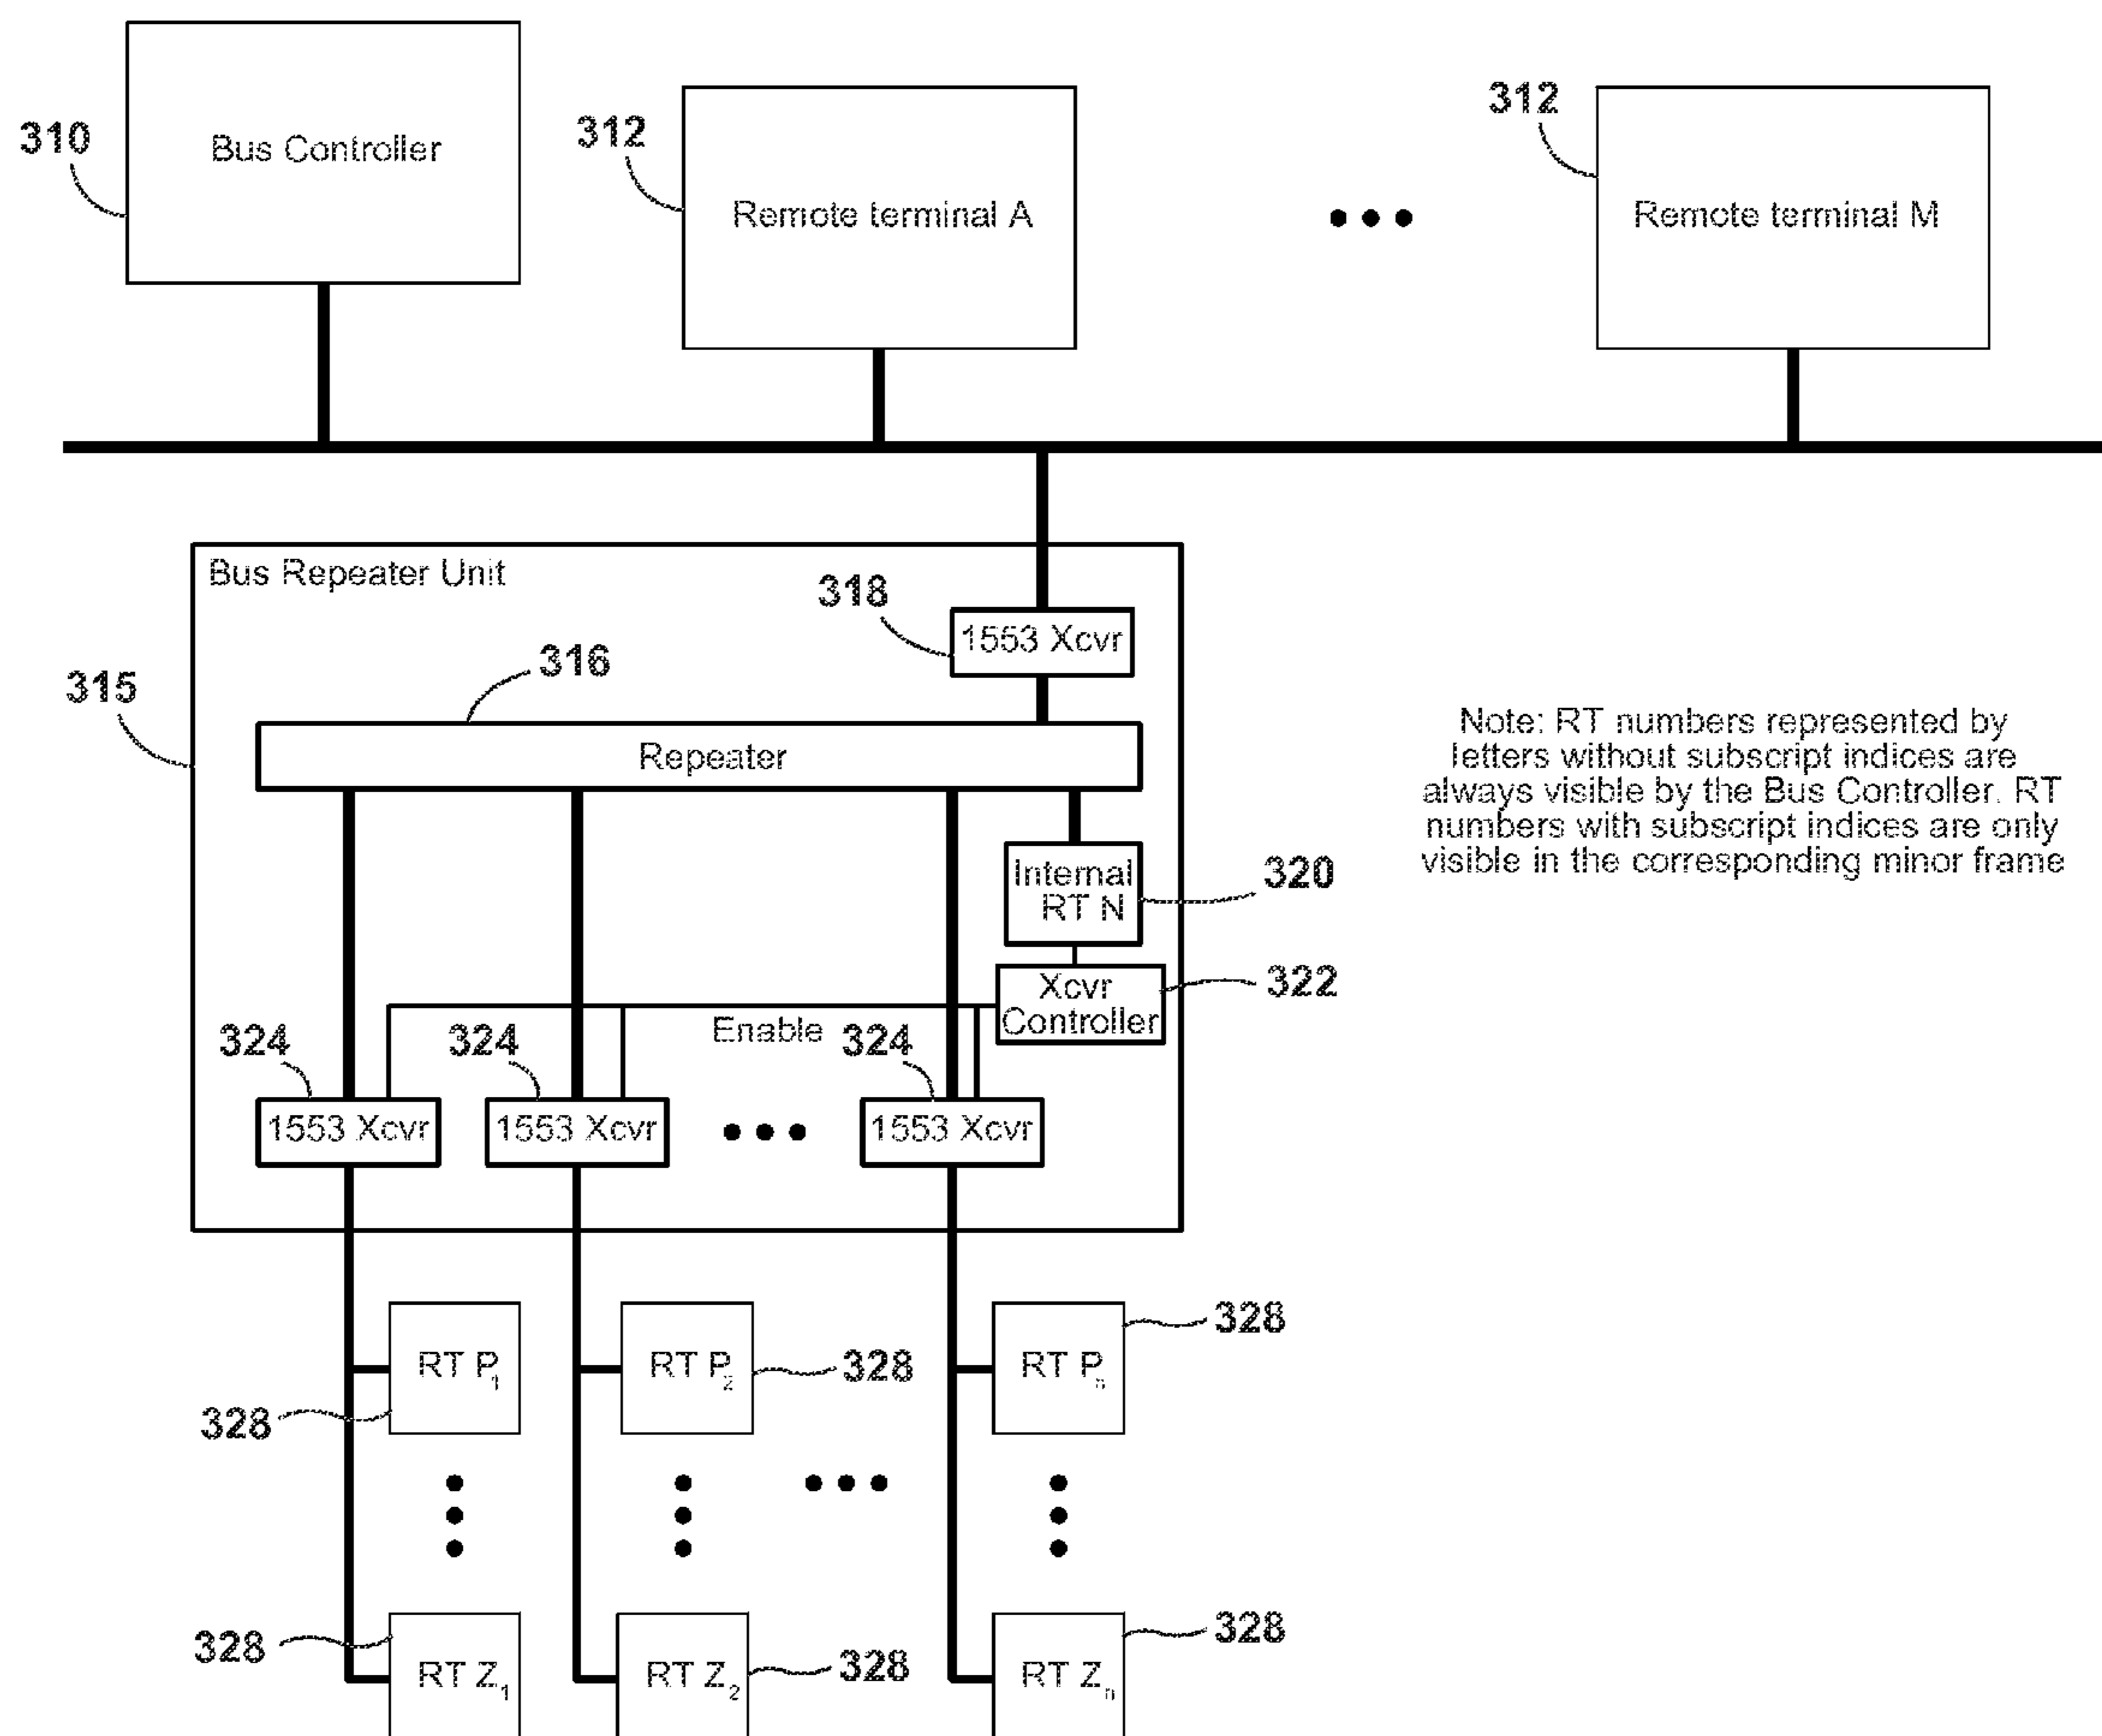 310
Bus Controller
312
Remote terminal A
312
Remote terminal M
Bus Repeater Unit
318
1553 Xcvr
315
316
Repeater
Note: RT numbers represented by
letters without subscript indices are
always visible by the Bus Controller. RT
numbers with subscript indices are only
visible in the corresponding minor frame
Internal
RT N
320
Xcvr
Controller
322
Enable
324
324
324
1553 Xcvr
1553 Xcvr
1553 Xcvr
RT P1
328
RT P2
328
RT Pn
328
RT Z1
328
RT Z2
328
RT Zn
328